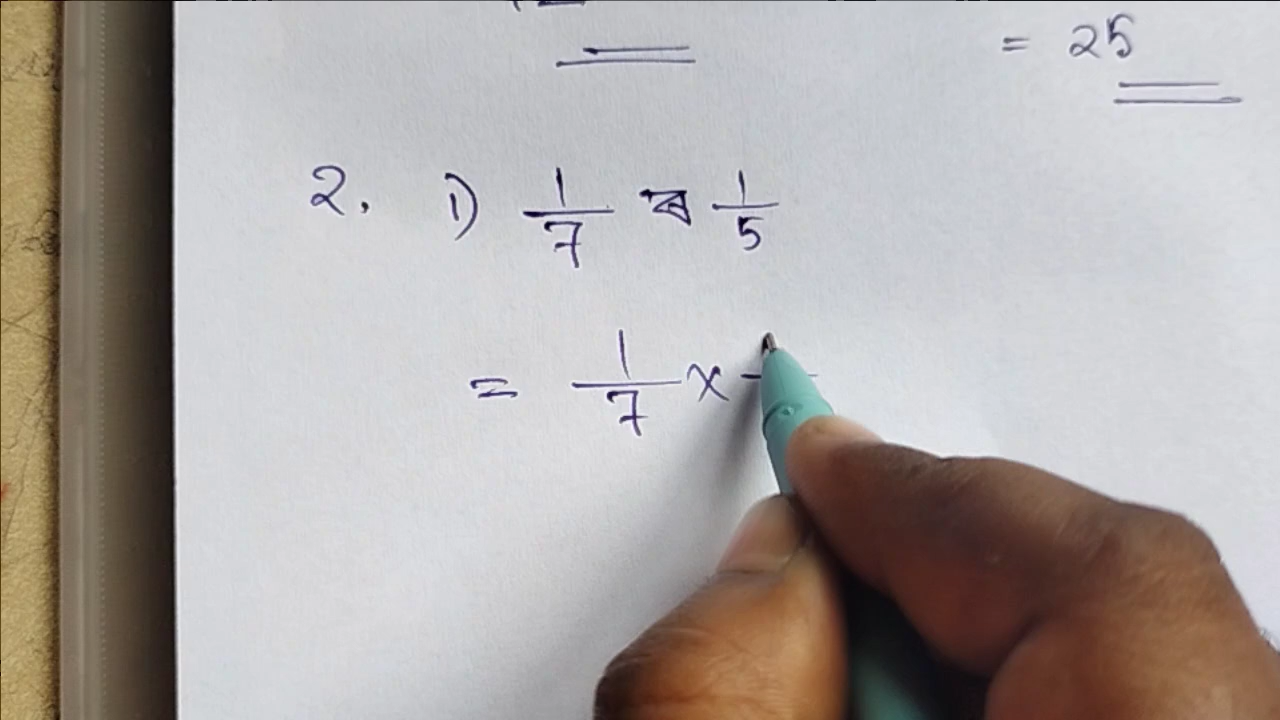 = 25
2. 1) 1/7 1/5
= 1/7 ×